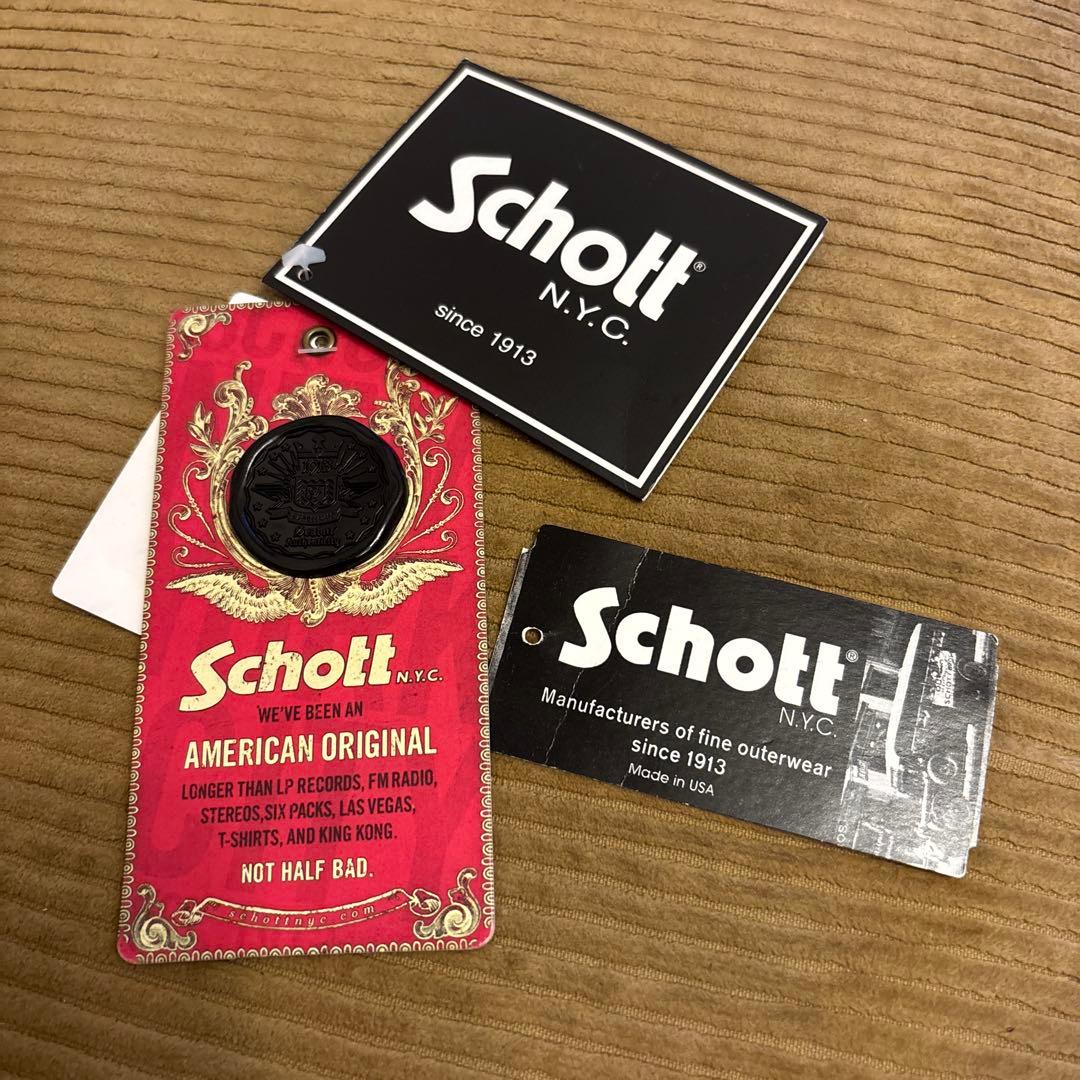 Schott®
N.Y.C.
since 1913
Schott N.Y.C.
WE'VE BEEN AN
AMERICAN ORIGINAL
LONGER THAN LP RECORDS, FM RADIO,
STEREOS, SIX PACKS, LAS VEGAS,
T-SHIRTS, AND KING KONG.
NOT HALF BAD.
schottnyc.com
Schott®
N.Y.C.
Manufacturers of fine outerwear
since 1913
Made in USA